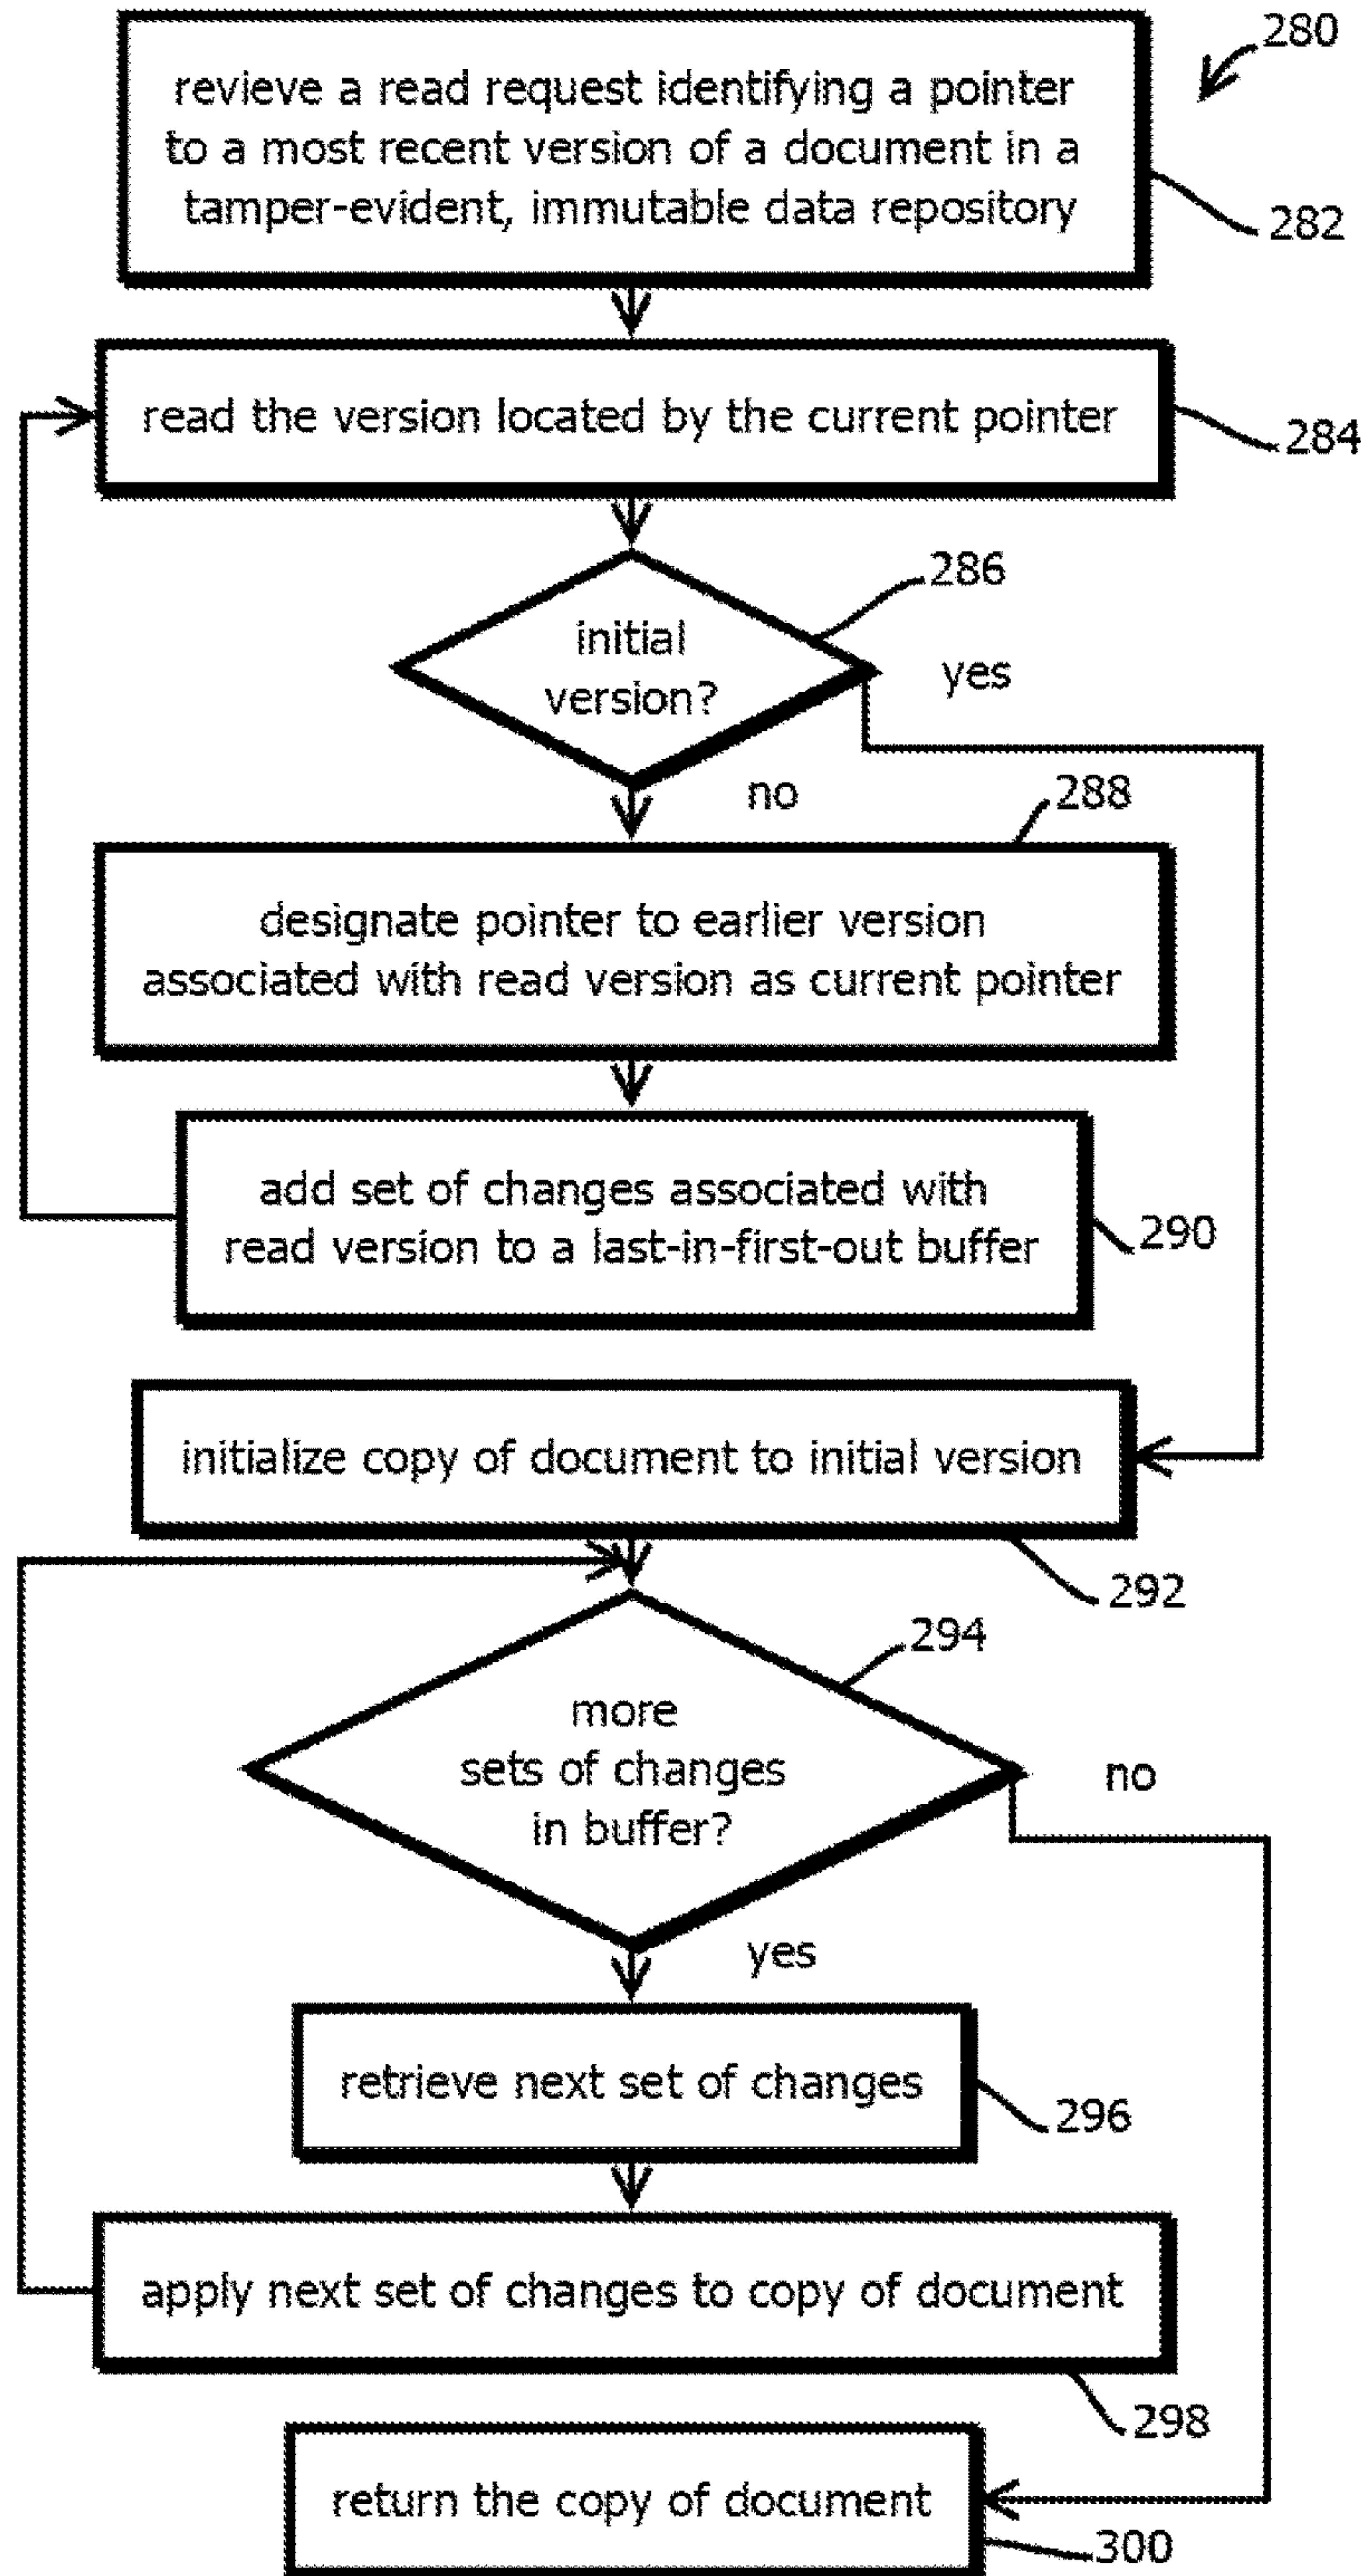 280
revieve a read request identifying a pointer
to a most recent version of a document in a
tamper-evident, immutable data repository
282
read the version located by the current pointer
284
286
initial
version?
yes
no
288
designate pointer to earlier version
associated with read version as current pointer
add set of changes associated with
read version to a last-in-first-out buffer
290
initialize copy of document to initial version
292
294
more
sets of changes
in buffer?
no
yes
retrieve next set of changes
296
apply next set of changes to copy of document
298
return the copy of document
300